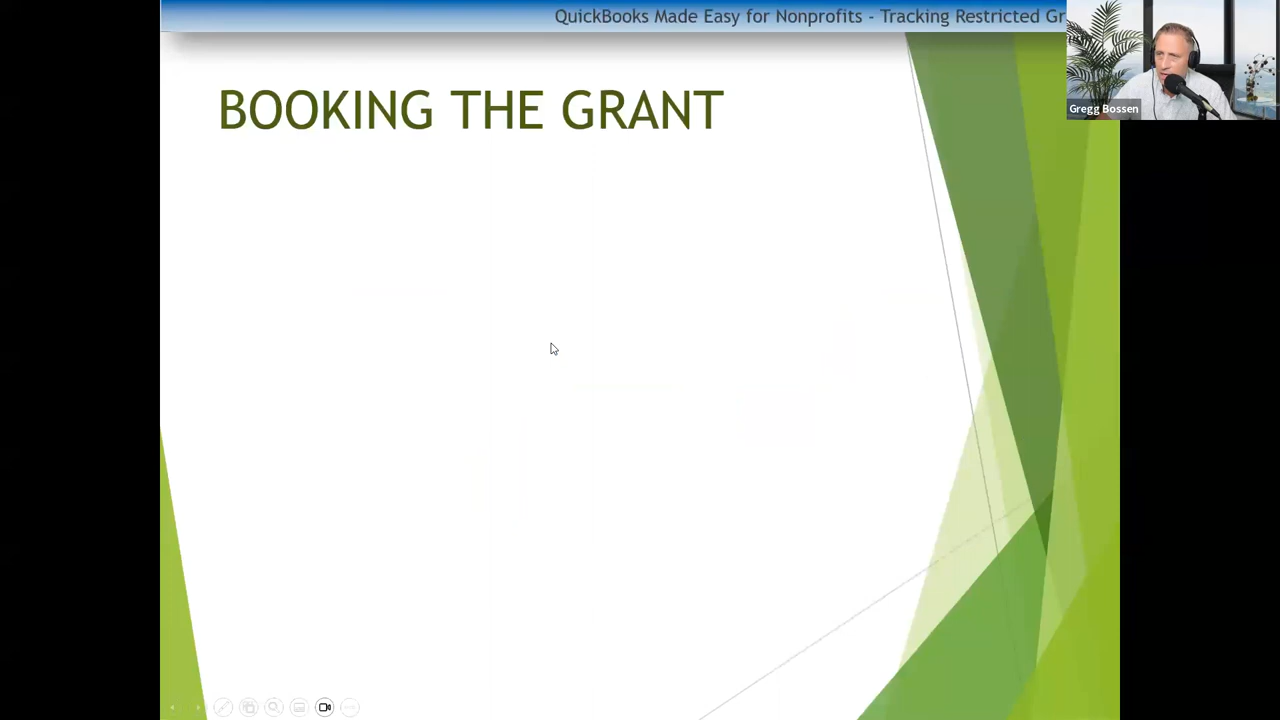 QuickBooks Made Easy for Nonprofits - Tracking Restricted Gr
Gregg Bossen
BOOKING THE GRANT